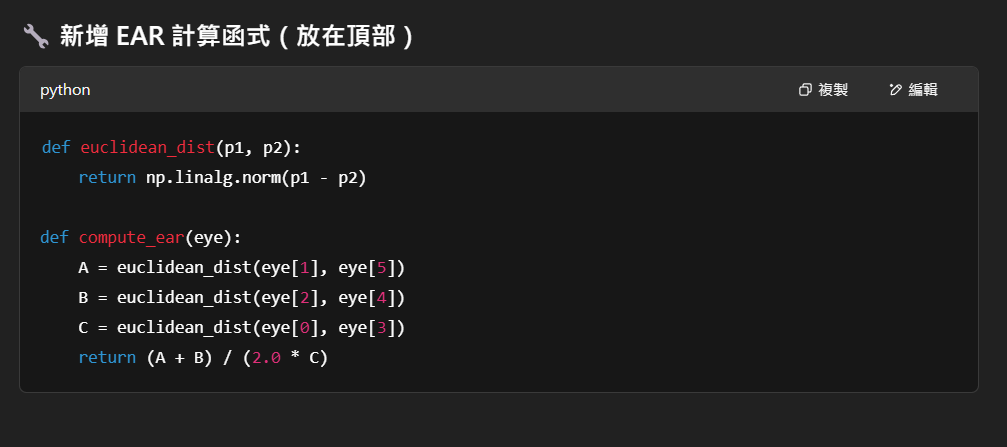 🔧 新增 EAR 計算函式（放在頂部）
python 複製 編輯
def euclidean_dist(p1, p2):
    return np.linalg.norm(p1 - p2)

def compute_ear(eye):
    A = euclidean_dist(eye[1], eye[5])
    B = euclidean_dist(eye[2], eye[4])
    C = euclidean_dist(eye[0], eye[3])
    return (A + B) / (2.0 * C)